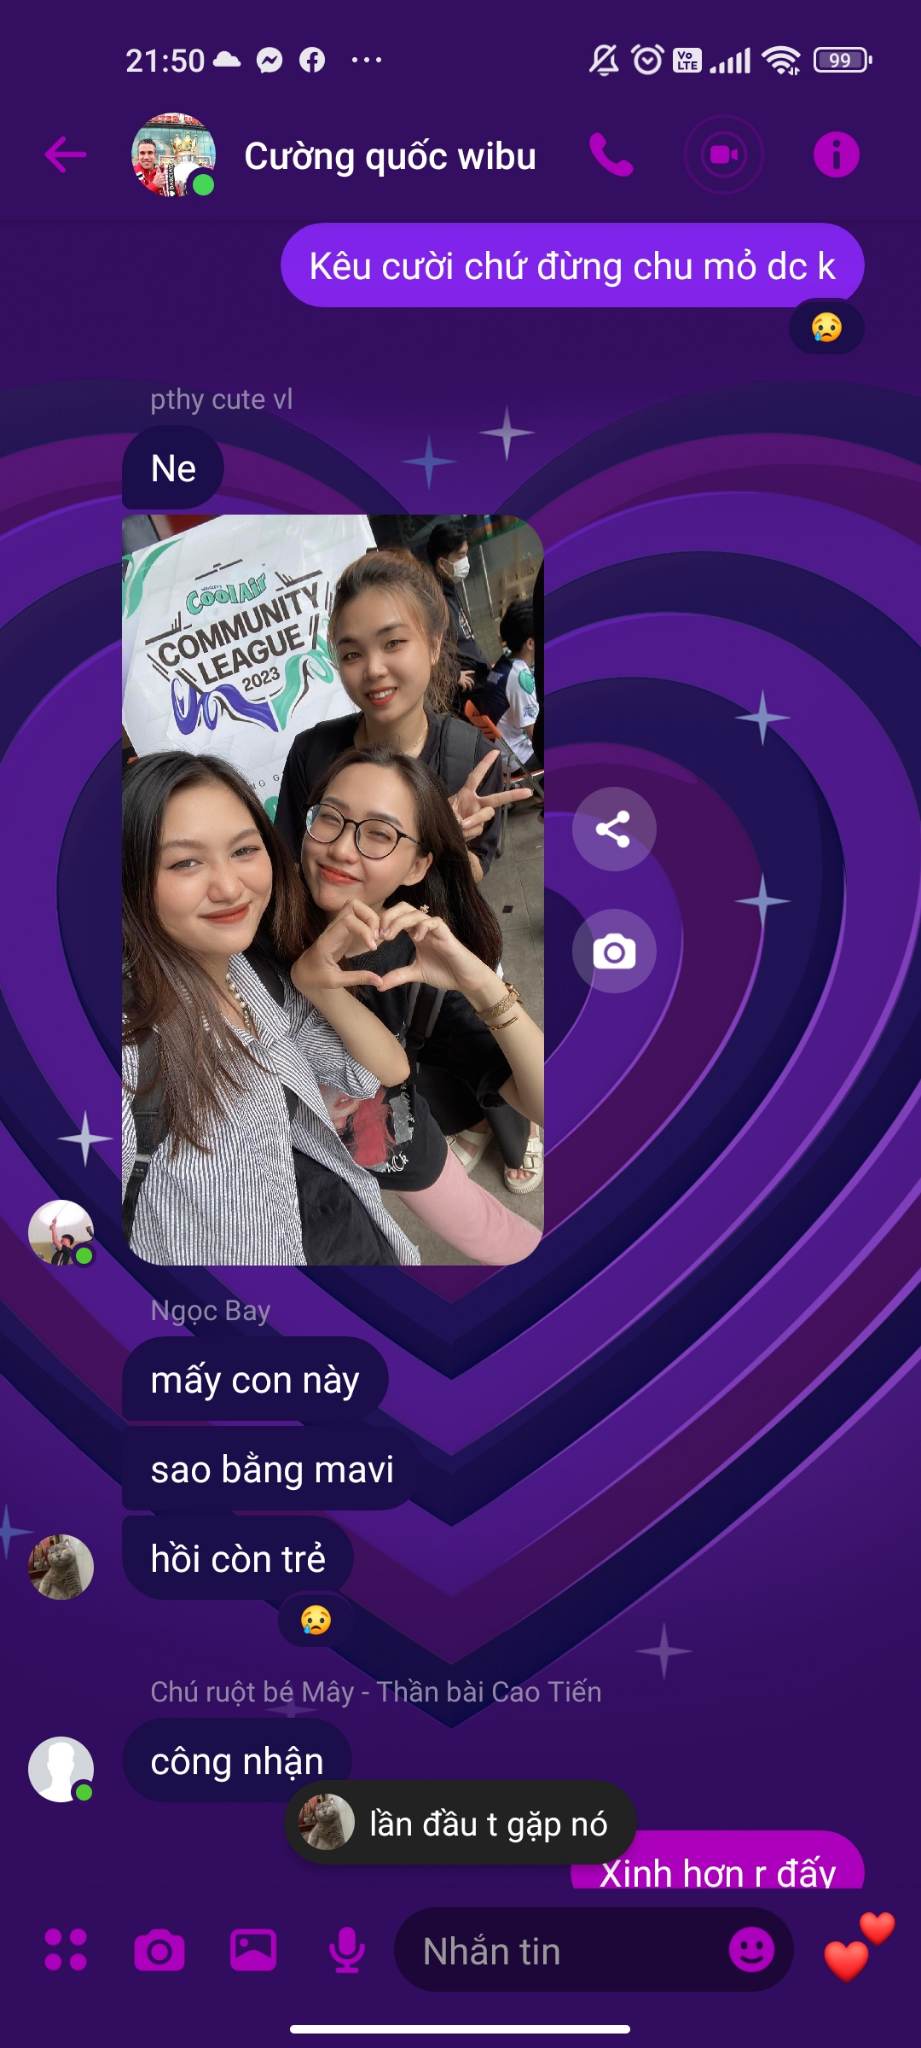 21:50
VoLTE
99
Cường quốc wibu
Kêu cười chứ đừng chu mỏ dc k
pthy cute vl
Ne
CoolAir
COMMUNITY
LEAGUE
2023
Ngọc Bay
mấy con này
sao bằng mavi
hồi còn trẻ
Chú ruột bé Mây - Thần bài Cao Tiến
công nhận
lần đầu t gặp nó
Xinh hơn r đấy
Nhắn tin